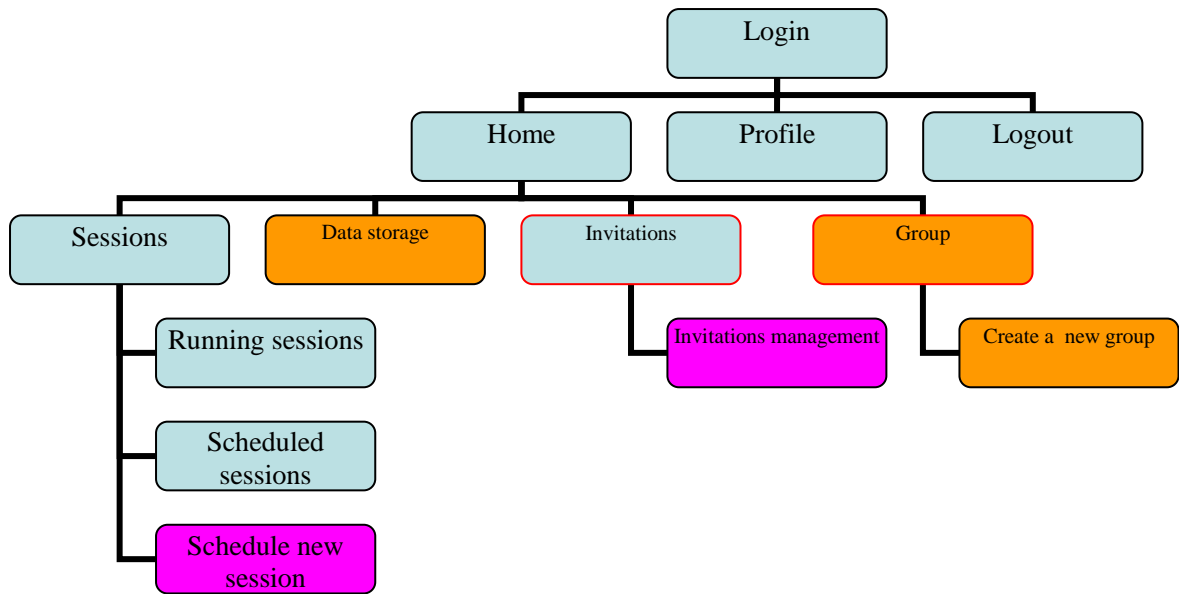 Login
Home
Profile
Logout
Sessions
Data storage
Invitations
Group
Running sessions
Invitations management
Create a  new group
Scheduled
sessions
Schedule new
session